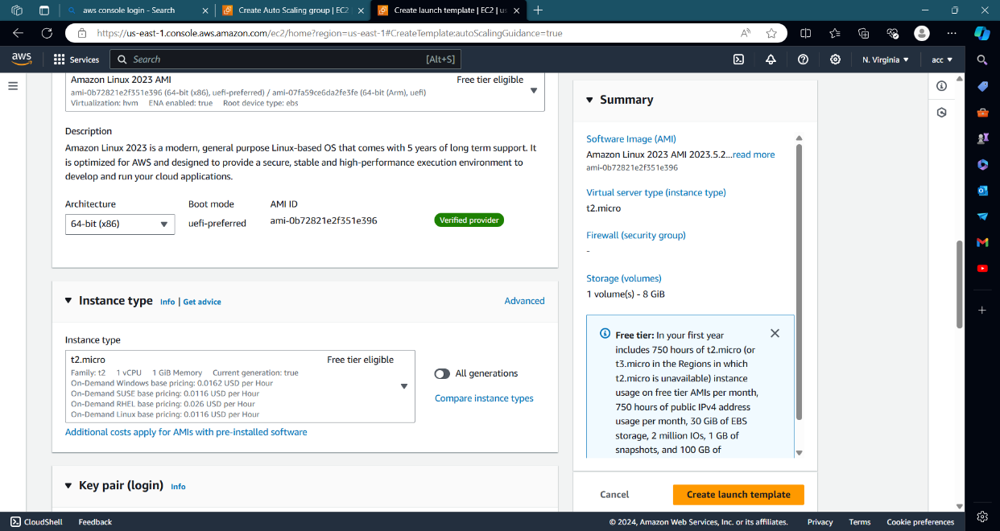 aws console login - Search
Create Auto Scaling group | EC2
Create launch template | EC2 | us
https://us-east-1.console.aws.amazon.com/ec2/home?region=us-east-1#CreateTemplate:autoScalingGuidance=true
aws
Services
Search
[Alt+S]
N. Virginia
acc
Amazon Linux 2023 AMI
Free tier eligible
ami-0b72821e2f351e396 (64-bit (x86), uefi-preferred) / ami-07fa59ce6da2fe3fe (64-bit (Arm), uefi)
Virtualization: hvm ENA enabled: true Root device type: ebs
Description
Amazon Linux 2023 is a modern, general purpose Linux-based OS that comes with 5 years of long term support. It
is optimized for AWS and designed to provide a secure, stable and high-performance execution environment to
develop and run your cloud applications.
Architecture
Boot mode
AMI ID
64-bit (x86)
uefi-preferred
ami-0b72821e2f351e396
Verified provider
Instance type
Info | Get advice
Advanced
Instance type
t2.micro
Free tier eligible
Family: t2 1 vCPU 1 GiB Memory Current generation: true
On-Demand Windows base pricing: 0.0162 USD per Hour
On-Demand SUSE base pricing: 0.0116 USD per Hour
On-Demand RHEL base pricing: 0.026 USD per Hour
On-Demand Linux base pricing: 0.0116 USD per Hour
All generations
Compare instance types
Additional costs apply for AMIs with pre-installed software
Key pair (login)
Info
Summary
Software Image (AMI)
Amazon Linux 2023 AMI 2023.5.2...read more
ami-0b72821e2f351e396
Virtual server type (instance type)
t2.micro
Firewall (security group)
-
Storage (volumes)
1 volume(s) - 8 GiB
Free tier: In your first year
includes 750 hours of t2.micro (or
t3.micro in the Regions in which
t2.micro is unavailable) instance
usage on free tier AMIs per month,
750 hours of public IPv4 address
usage per month, 30 GiB of EBS
storage, 2 million IOs, 1 GB of
snapshots, and 100 GB of
Cancel
Create launch template
CloudShell
Feedback
© 2024, Amazon Web Services, Inc. or its affiliates.
Privacy
Terms
Cookie preferences